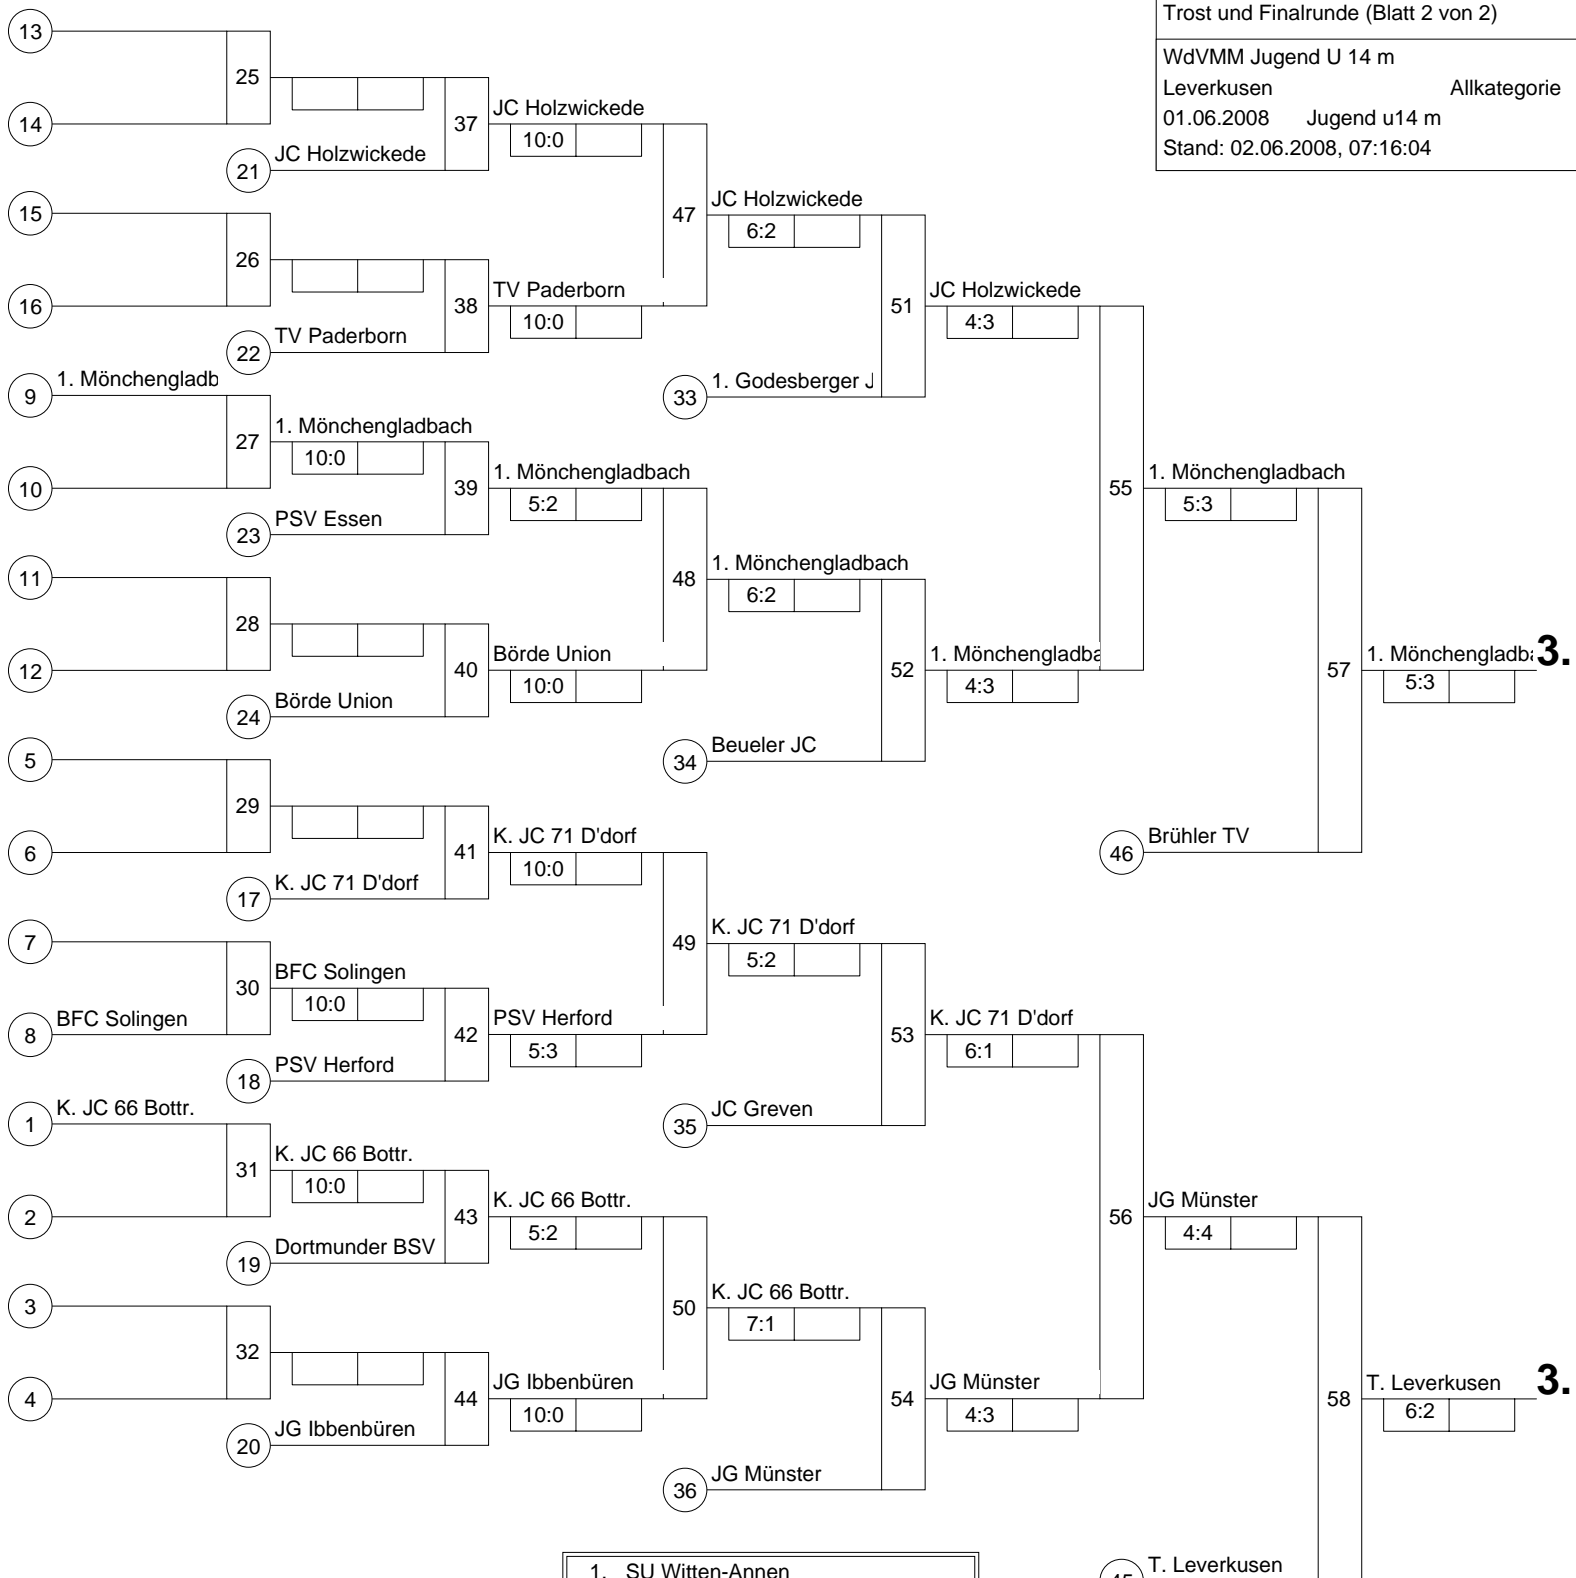 Trost und Finalrunde (Blatt 2 von 2)
WdVMM Jugend U 14 m
Leverkusen Allkategorie
01.06.2008 Jugend u14 m
Stand: 02.06.2008, 07:16:04
13
25
14
37
JC Holzwickede
10:0
21
JC Holzwickede
15
47
JC Holzwickede
6:2
26
16
38
TV Paderborn
10:0
22
TV Paderborn
51
JC Holzwickede
4:3
9
1. Mönchengladb
33
1. Godesberger J
27
1. Mönchengladbach
10:0
10
39
1. Mönchengladbach
5:2
23
PSV Essen
55
1. Mönchengladbach
5:3
11
48
1. Mönchengladbach
6:2
28
12
40
Börde Union
10:0
24
Börde Union
52
1. Mönchengladba
4:3
57
1. Mönchengladba
3.
5:3
5
34
Beueler JC
29
6
41
K. JC 71 D'dorf
10:0
46
Brühler TV
17
K. JC 71 D'dorf
7
49
K. JC 71 D'dorf
5:2
30
BFC Solingen
10:0
8
BFC Solingen
42
PSV Herford
5:3
53
K. JC 71 D'dorf
6:1
18
PSV Herford
1
K. JC 66 Bottr.
35
JC Greven
31
K. JC 66 Bottr.
10:0
2
43
K. JC 66 Bottr.
5:2
56
JG Münster
4:4
19
Dortmunder BSV
3
50
K. JC 66 Bottr.
7:1
32
4
44
JG Ibbenbüren
10:0
54
JG Münster
4:3
58
T. Leverkusen
3.
6:2
20
JG Ibbenbüren
36
JG Münster
1. SU Witten-Annen
45
T. Leverkusen